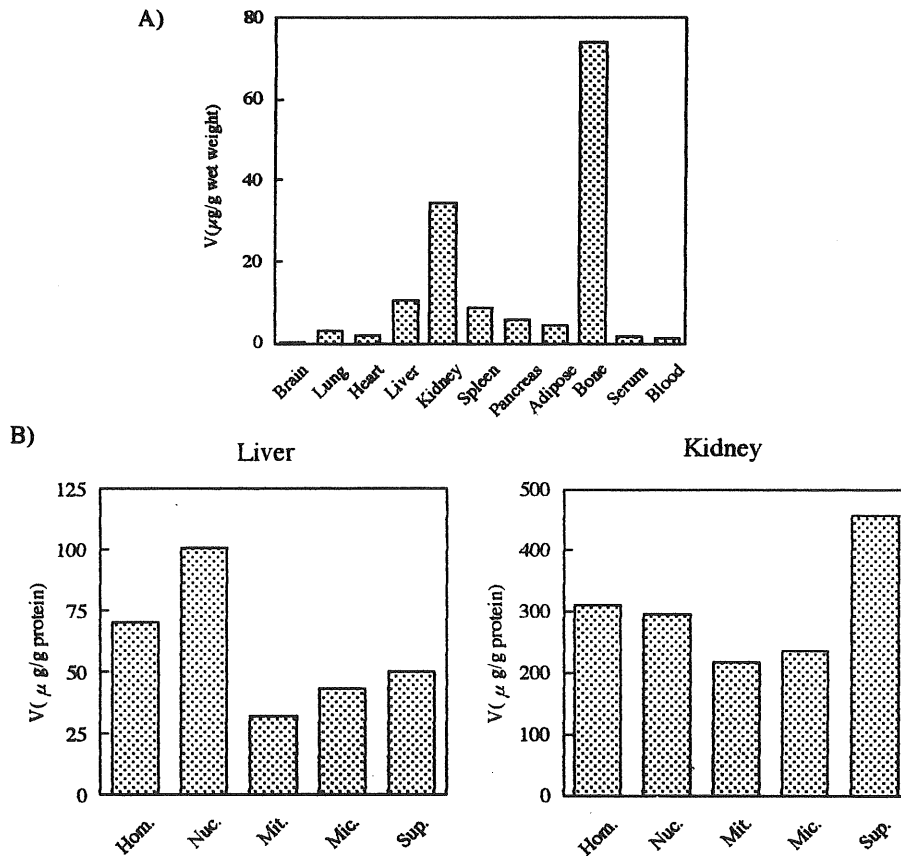 A)
V(µg/g wet weight)
80
60
40
20
0
Brain
Lung
Heart
Liver
Kidney
Spleen
Pancreas
Adipose
Bone
Serum
Blood
B)
Liver
V( µ g/g protein)
125
100
75
50
25
0
Hom.
Nuc.
Mit.
Mic.
Sup.
Kidney
V( µ g/g protein)
500
400
300
200
100
0
Hom.
Nuc.
Mit.
Mic.
Sup.